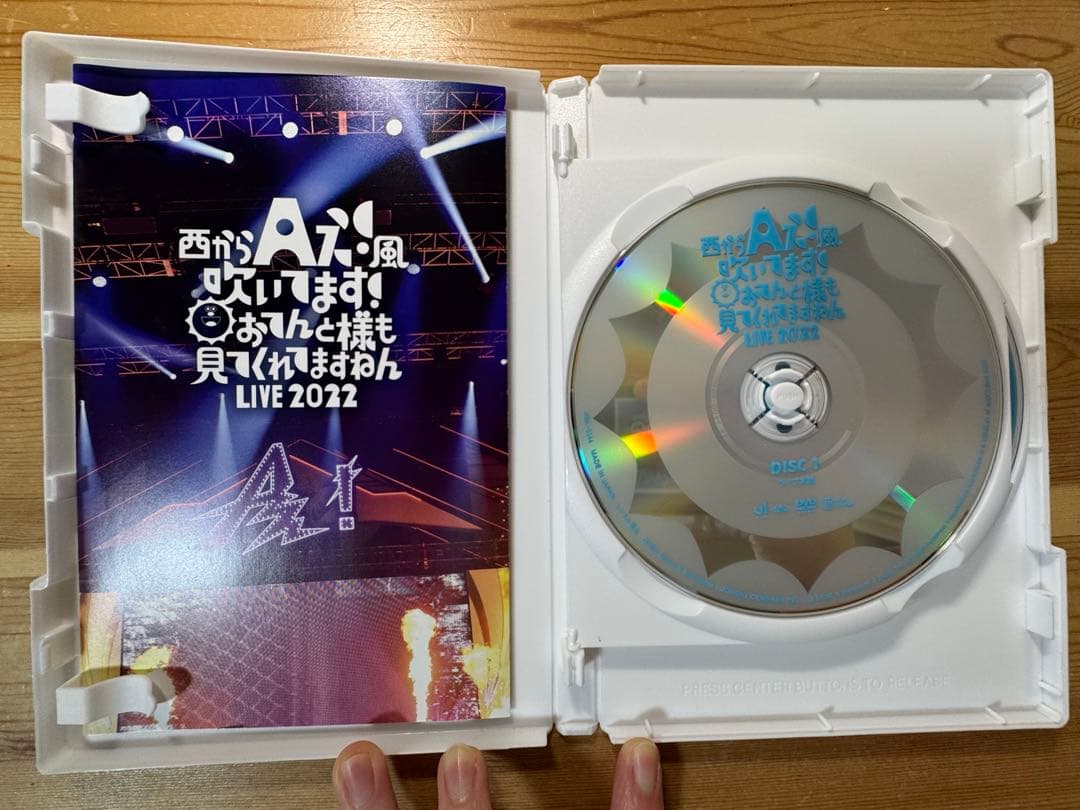 西からAぇ!風
吹いてます!
おてんと様も
見てくれてますねん
LIVE 2022
Aぇ!
西からAぇ!風
吹いてます!
おてんと様も
見てくれてますねん
LIVE 2022
DISC 1
MADE IN JAPAN
PRESS CENTER BUTTONS TO RELEASE